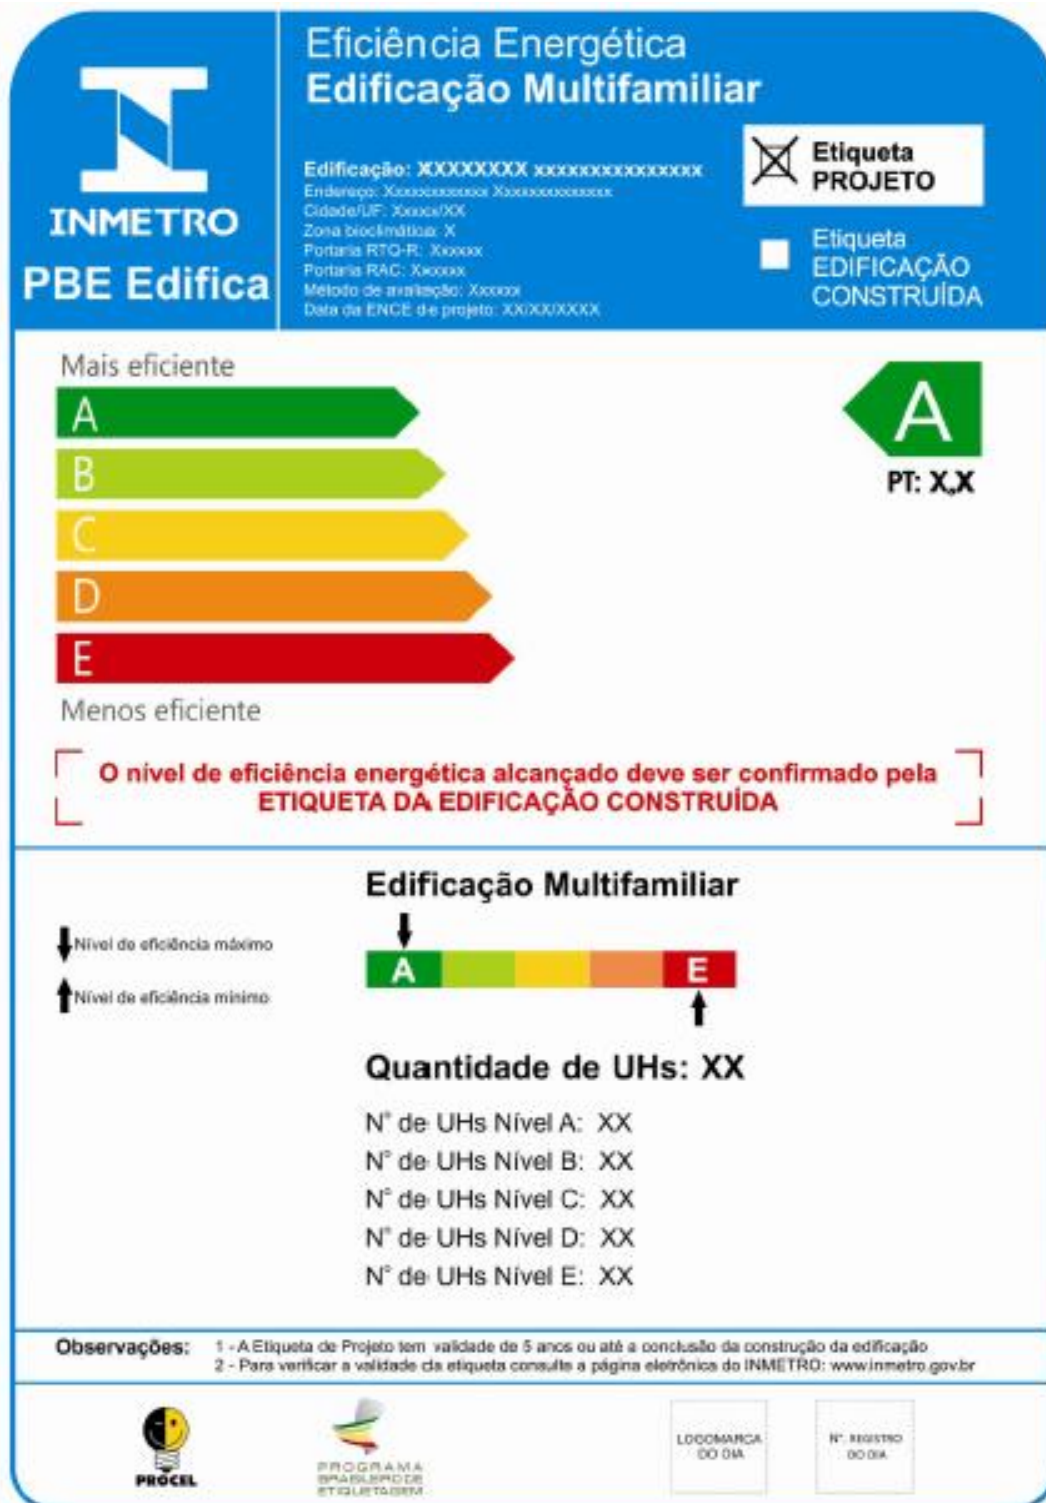 Eficiência Energética
Edificação Multifamiliar
INMETRO
PBE Edifica
Edificação: XXXXXXXX xxxxxxxxxxxxxxx
Endereço: Xxxxxxxxxxxx Xxxxxxxxxxxxxx
Cidade/UF: Xxxxx/XX
Zona bioclimática: X
Portaria RTQ-R: Xxxxxx
Portaria RAC: Xxxxxx
Método de avaliação: Xxxxxx
Data da ENCE de projeto: XX/XX/XXXX
Etiqueta
PROJETO
Etiqueta
EDIFICAÇÃO
CONSTRUÍDA
Mais eficiente
A
B
C
D
E
Menos eficiente
A
PT: X,X
O nível de eficiência energética alcançado deve ser confirmado pela
ETIQUETA DA EDIFICAÇÃO CONSTRUÍDA
Edificação Multifamiliar
Nível de eficiência máximo
Nível de eficiência mínimo
A E
Quantidade de UHs: XX
N° de UHs Nível A: XX
N° de UHs Nível B: XX
N° de UHs Nível C: XX
N° de UHs Nível D: XX
N° de UHs Nível E: XX
Observações: 1 - A Etiqueta de Projeto tem validade de 5 anos ou até a conclusão da construção da edificação
2 - Para verificar a validade da etiqueta consulte a página eletrônica do INMETRO: www.inmetro.gov.br
PROCEL
PROGRAMA
BRASILEIRO DE
ETIQUETAGEM
LOGOMARCA
DO OIA
N°. REGISTRO
DO OIA